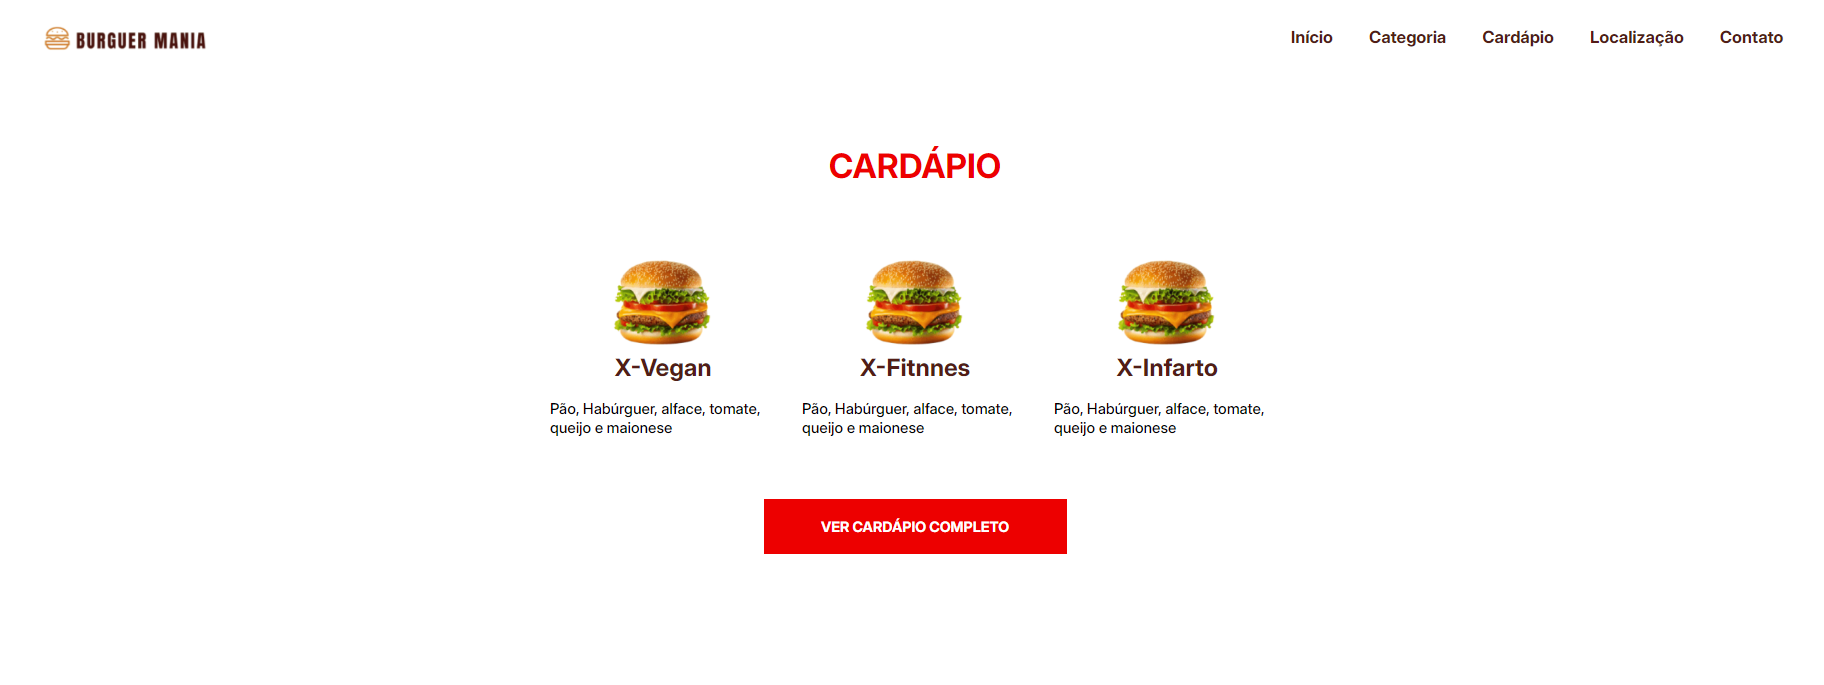 BURGUER MANIA
Início
Categoria
Cardápio
Localização
Contato
CARDÁPIO
X-Vegan
Pão, Habúrguer, alface, tomate,
queijo e maionese
X-Fitnnes
Pão, Habúrguer, alface, tomate,
queijo e maionese
X-Infarto
Pão, Habúrguer, alface, tomate,
queijo e maionese
VER CARDÁPIO COMPLETO